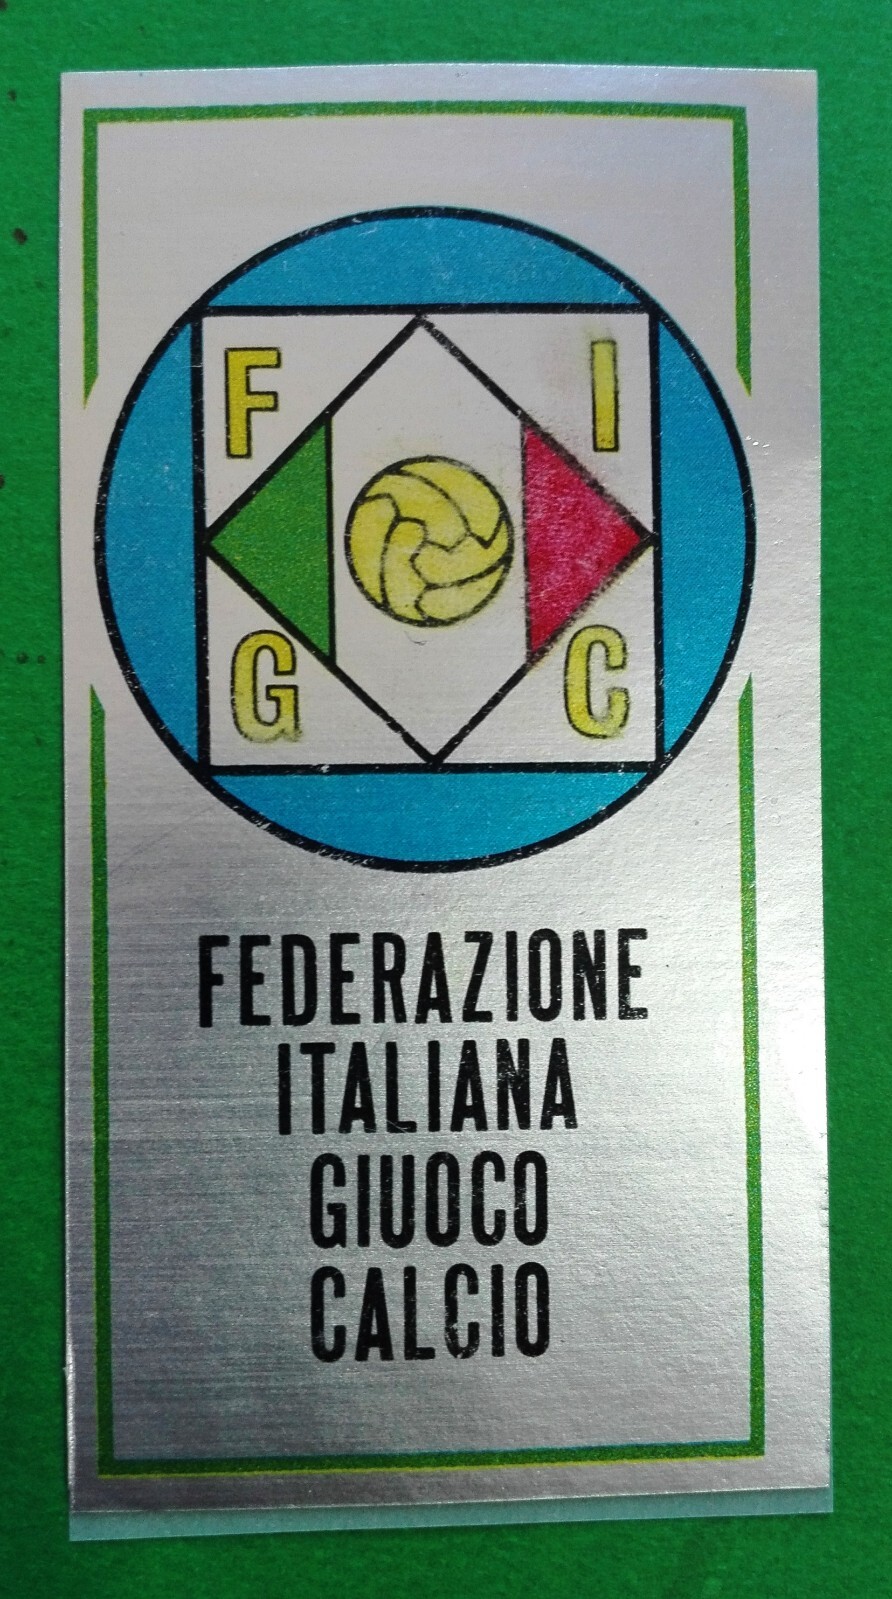 F I
G C
FEDERAZIONE
ITALIANA
GIUOCO
CALCIO